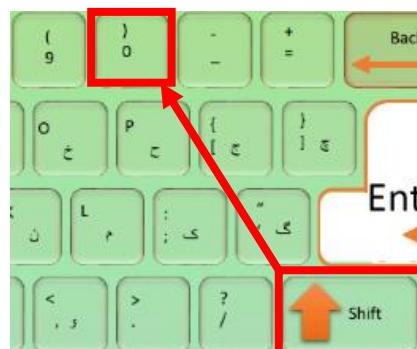 ( ) - + Back
9 0 _ =
O P { }
خ ح [ ج ] چ
L : "
ن م ; ک ' گ
Ent
< > ?
, و . /
Shift